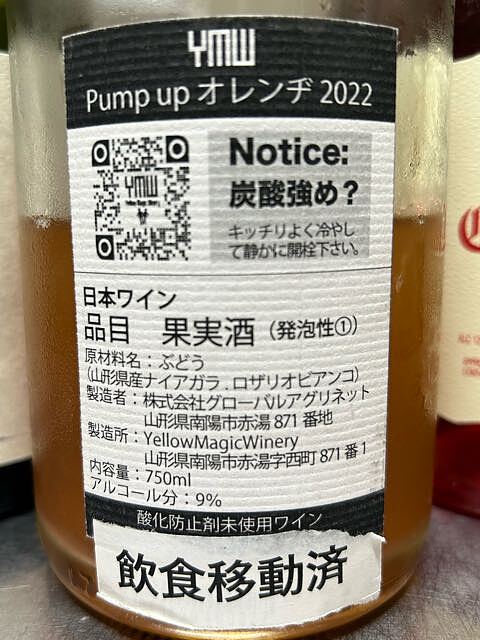 YMW
Pump up オレンヂ 2022
YMW
Notice:
炭酸強め？
キッチリよく冷やし
て静かに開栓下さい。
日本ワイン
品目　果実酒（発泡性①）
原材料名：ぶどう
（山形県産ナイアガラ . ロザリオビアンコ）
製造者：株式会社グローバルアグリネット
山形県南陽市赤湯 871 番地
製造所：YellowMagicWinery
山形県南陽市赤湯字西町 871 番 1
内容量：750ml
アルコール分：9%
酸化防止剤未使用ワイン
飲食移動済